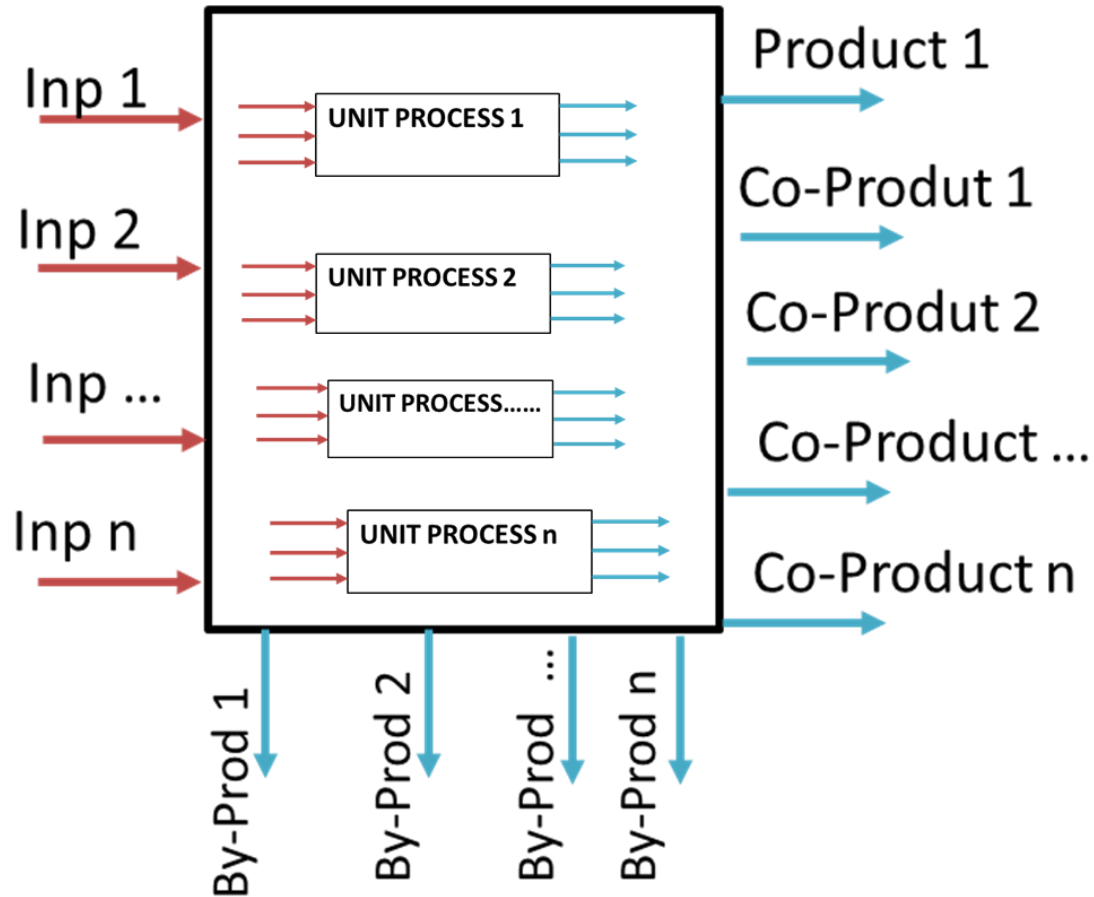 Inp 1
Inp 2
Inp ...
Inp n
UNIT PROCESS 1
UNIT PROCESS 2
UNIT PROCESS......
UNIT PROCESS n
Product 1
Co-Produt 1
Co-Produt 2
Co-Product ...
Co-Product n
By-Prod 1
By-Prod 2
By-Prod ...
By-Prod n